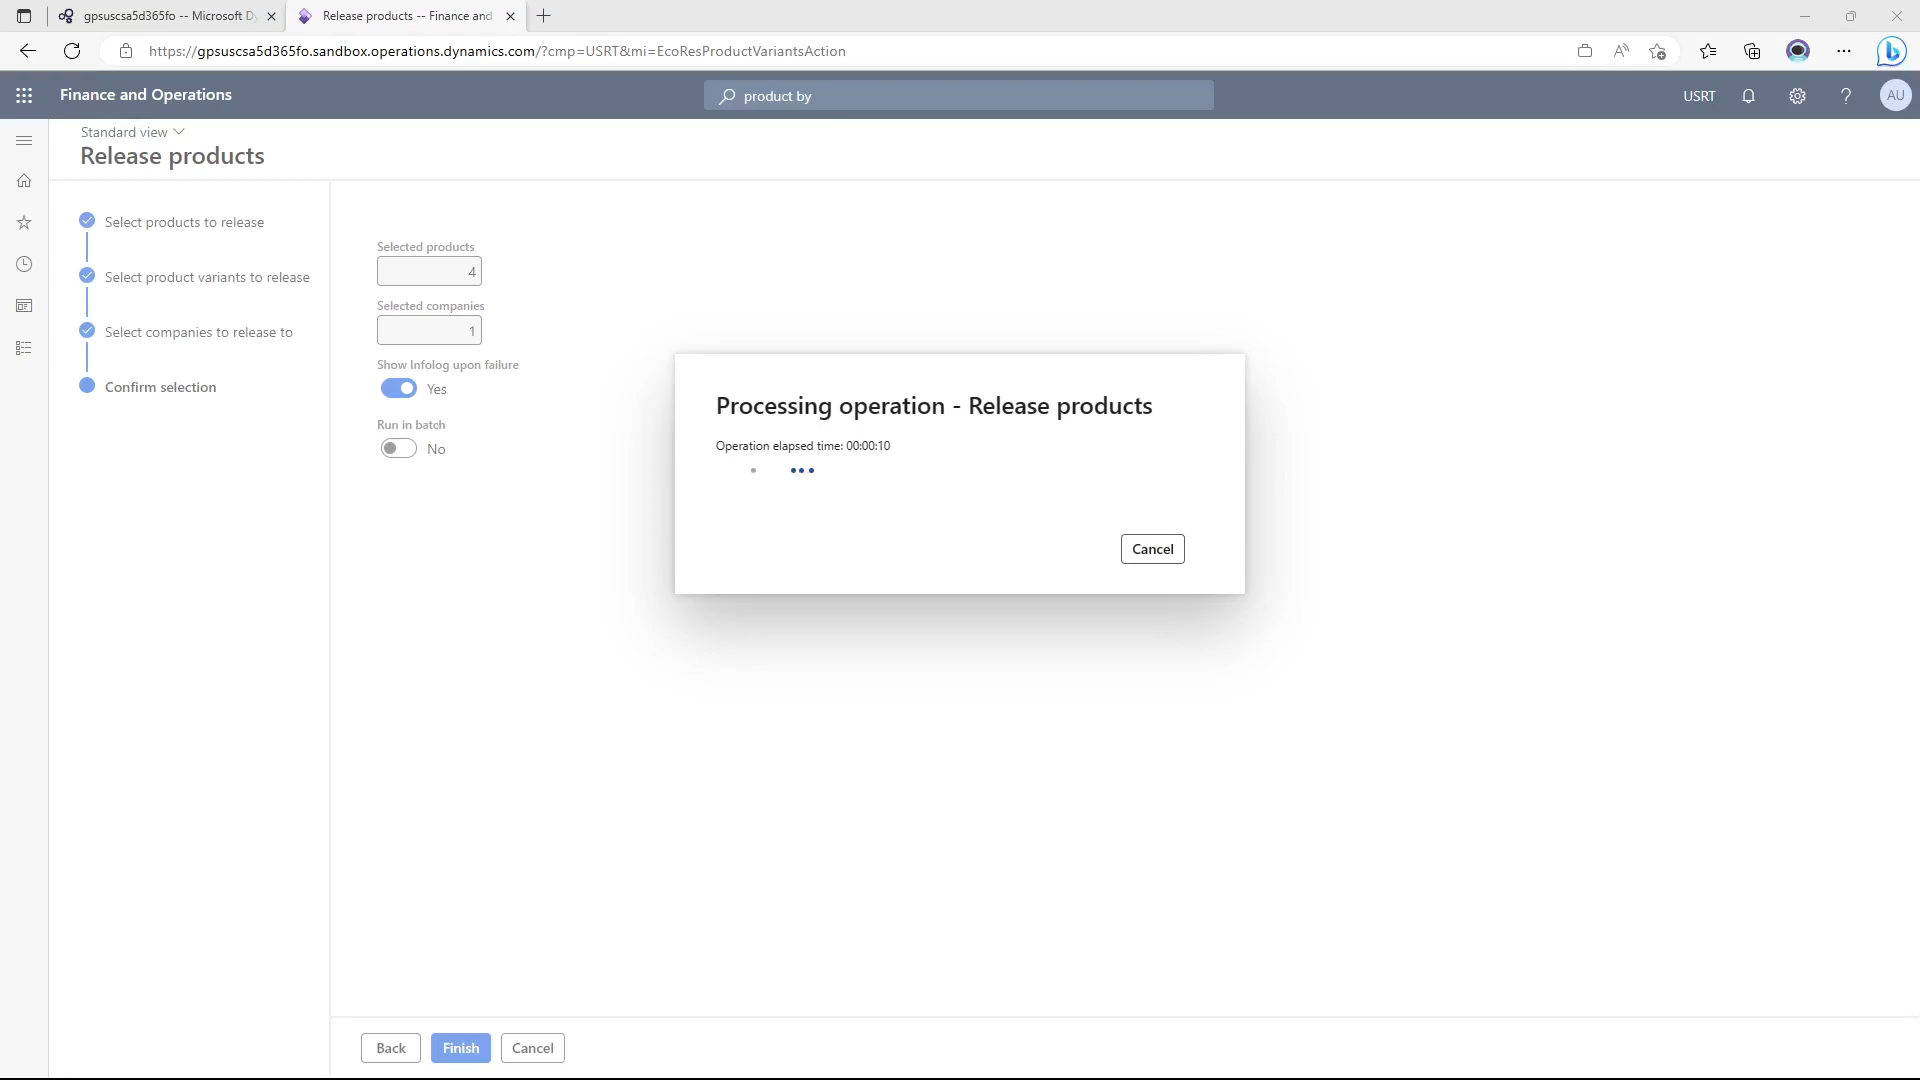 gpsuscsa5d365fo -- Microsoft Dy
Release products -- Finance and
https://gpsuscsa5d365fo.sandbox.operations.dynamics.com/?cmp=USRT&mi=EcoResProductVariantsAction
Finance and Operations
product by
USRT
AU
Standard view
Release products
Select products to release
Select product variants to release
Select companies to release to
Confirm selection
Selected products
4
Selected companies
1
Show Infolog upon failure
Yes
Run in batch
No
Processing operation - Release products
Operation elapsed time: 00:00:10
Cancel
Back
Finish
Cancel